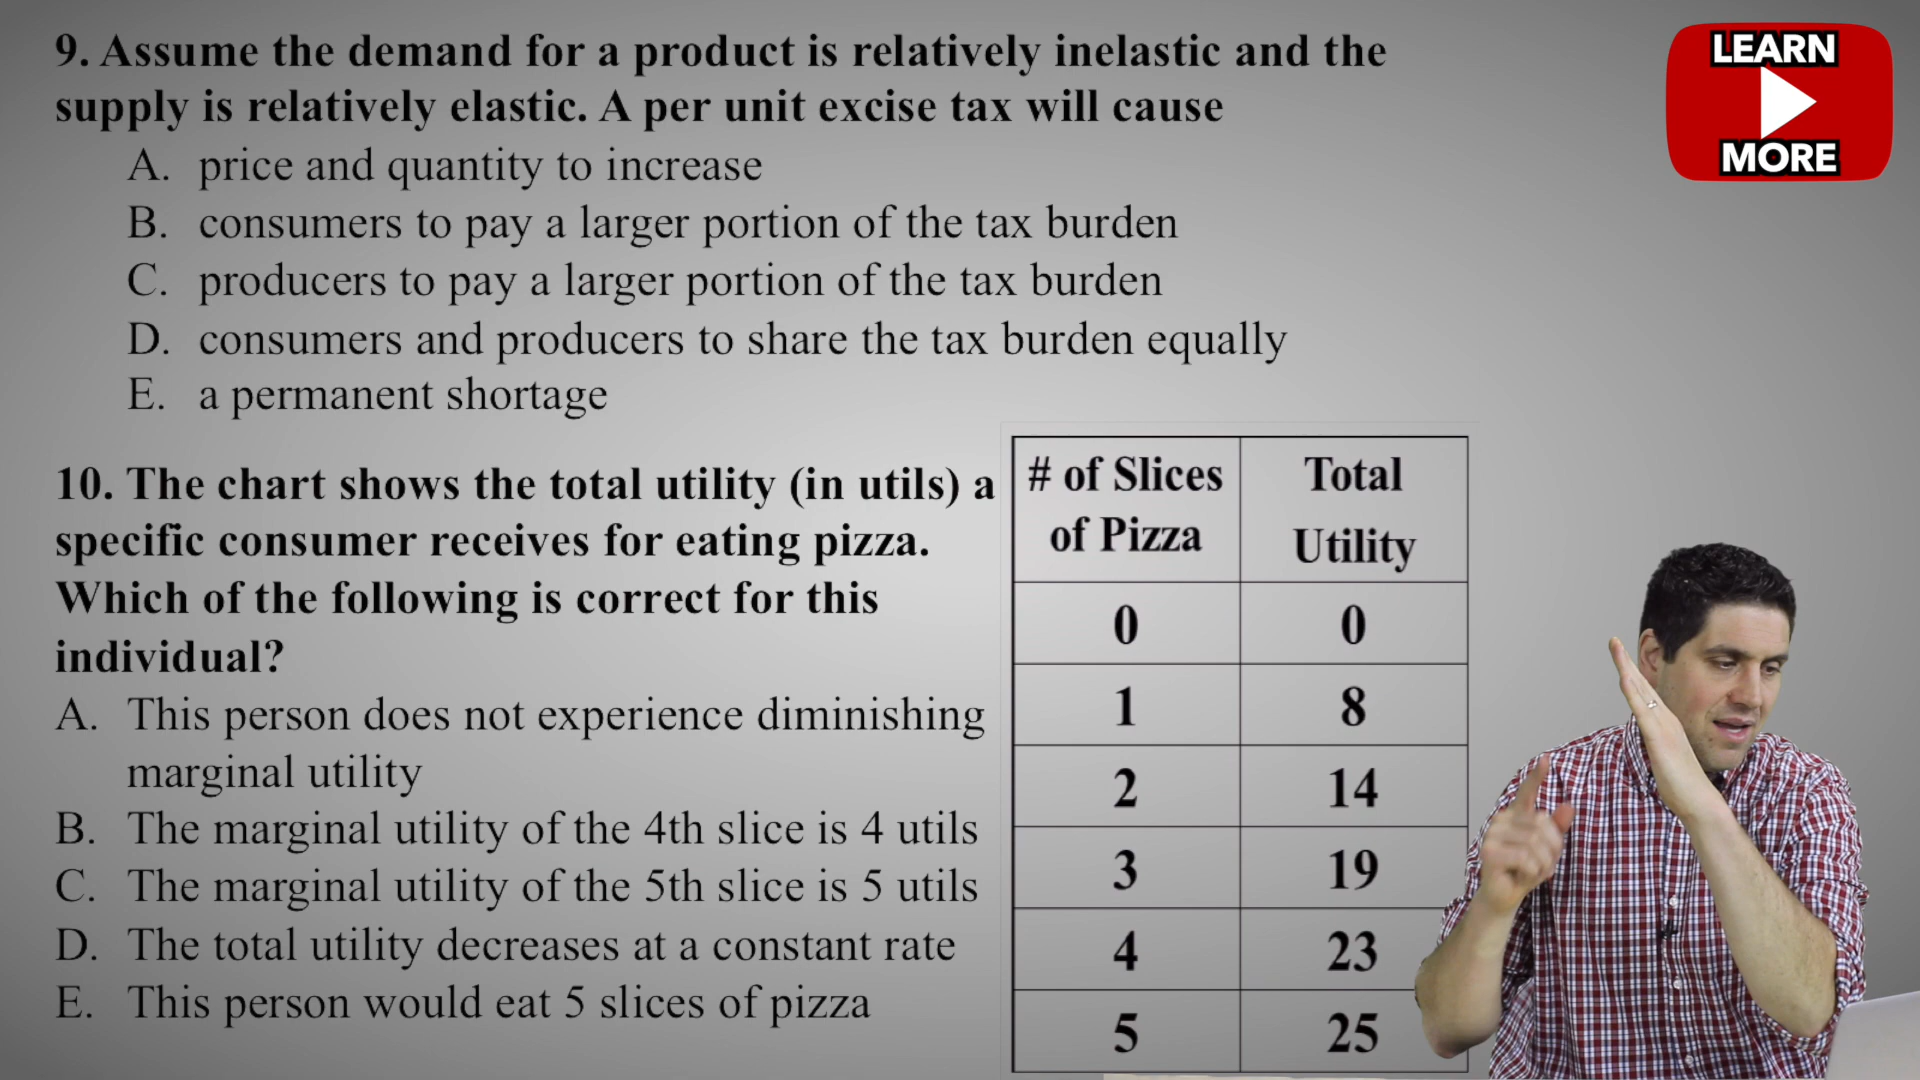 9. Assume the demand for a product is relatively inelastic and the
supply is relatively elastic. A per unit excise tax will cause
A. price and quantity to increase
B. consumers to pay a larger portion of the tax burden
C. producers to pay a larger portion of the tax burden
D. consumers and producers to share the tax burden equally
E. a permanent shortage
LEARN
MORE
10. The chart shows the total utility (in utils) a
specific consumer receives for eating pizza.
Which of the following is correct for this
individual?
A. This person does not experience diminishing
marginal utility
B. The marginal utility of the 4th slice is 4 utils
C. The marginal utility of the 5th slice is 5 utils
D. The total utility decreases at a constant rate
E. This person would eat 5 slices of pizza
# of Slices
of Pizza
Total
Utility
0 0
1 8
2 14
3 19
4 23
5 25